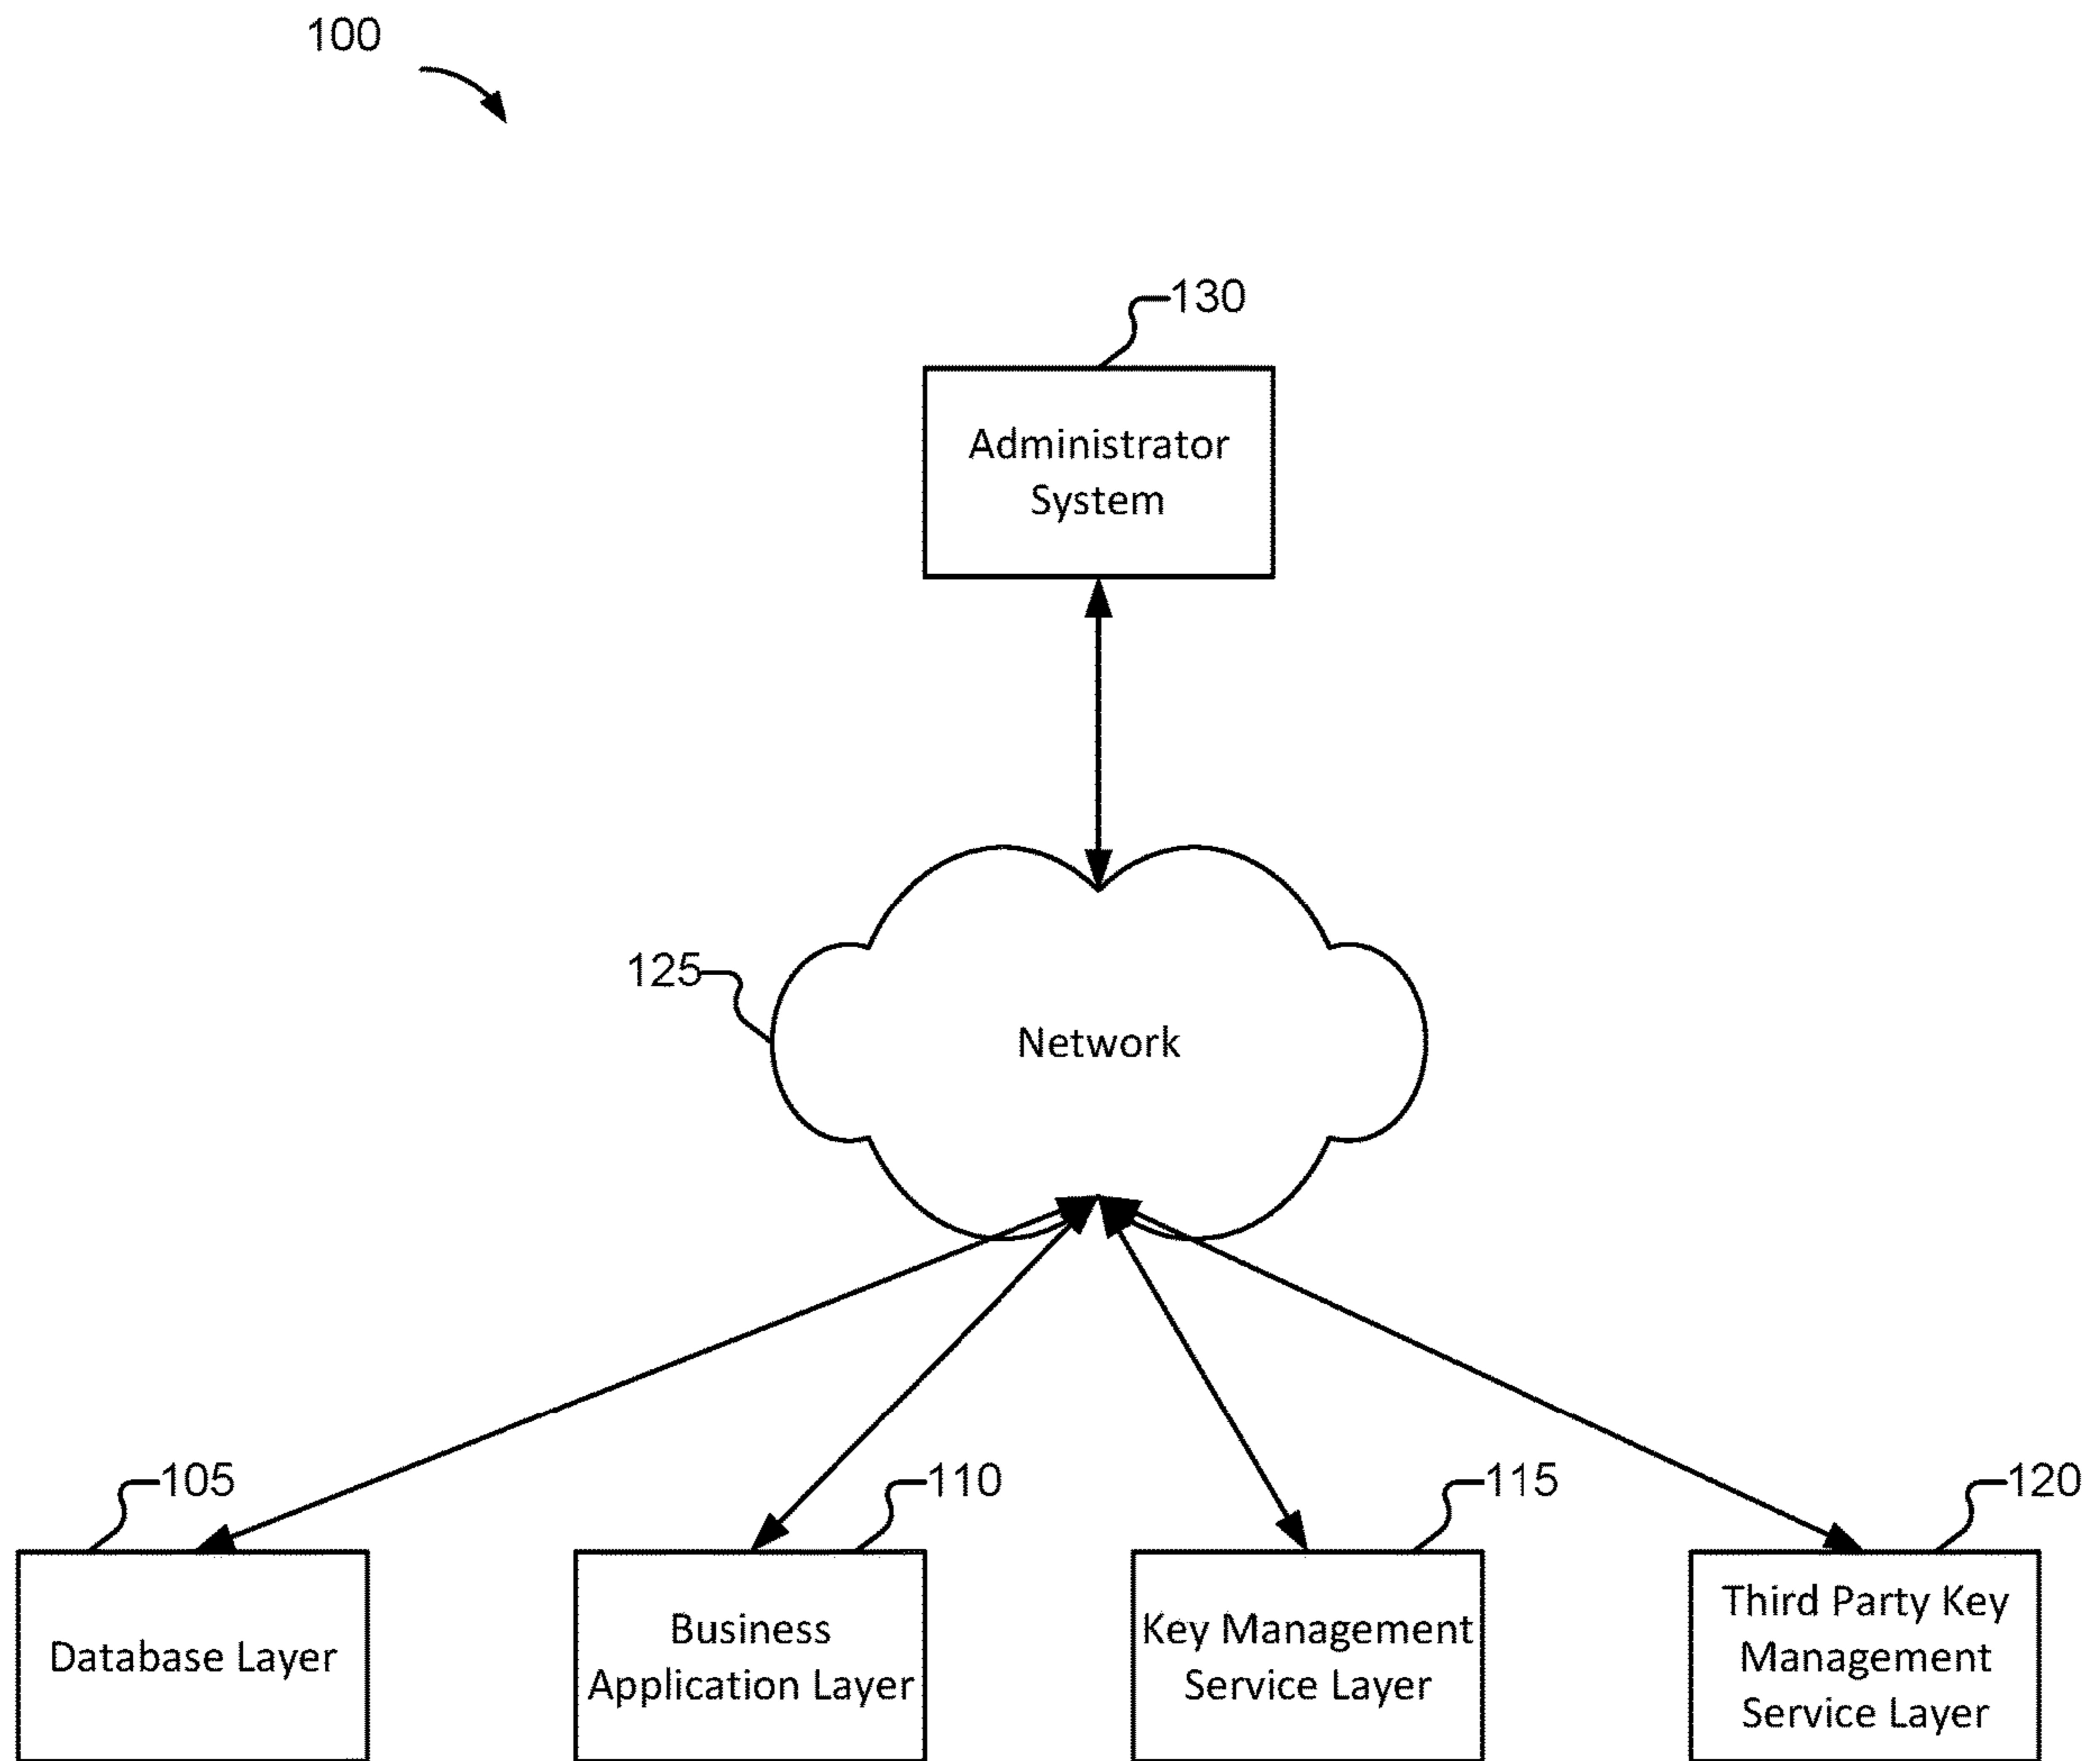 100
130
Administrator
System
125
Network
105
110
115
120
Database Layer
Business
Application Layer
Key Management
Service Layer
Third Party Key
Management
Service Layer